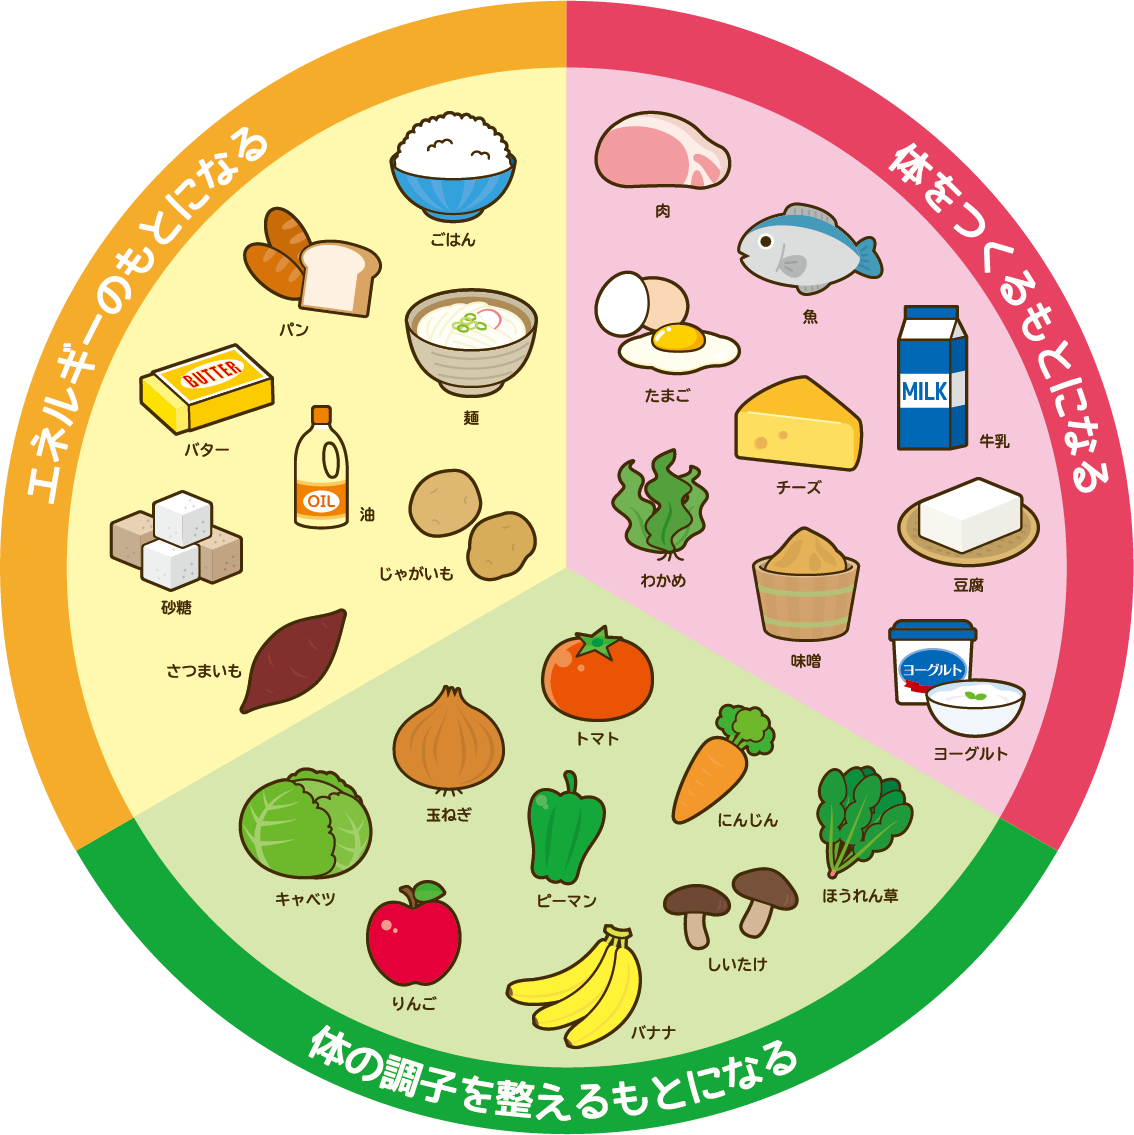 エネルギーのもとになる
ごはん
パン
麺
バター
BUTTER
油
OIL
じゃがいも
砂糖
さつまいも
体をつくるもとになる
肉
魚
たまご
牛乳
MILK
チーズ
わかめ
豆腐
味噌
ヨーグルト
ヨーグルト
体の調子を整えるもとになる
トマト
玉ねぎ
にんじん
キャベツ
ピーマン
ほうれん草
りんご
しいたけ
バナナ